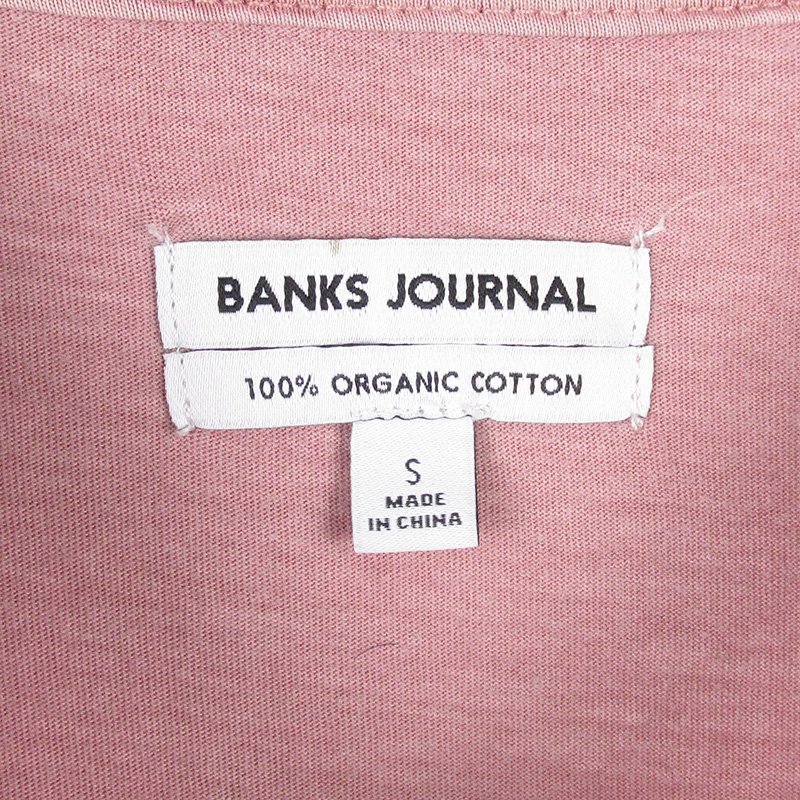 BANKS JOURNAL
100% ORGANIC COTTON
S
MADE
IN CHINA